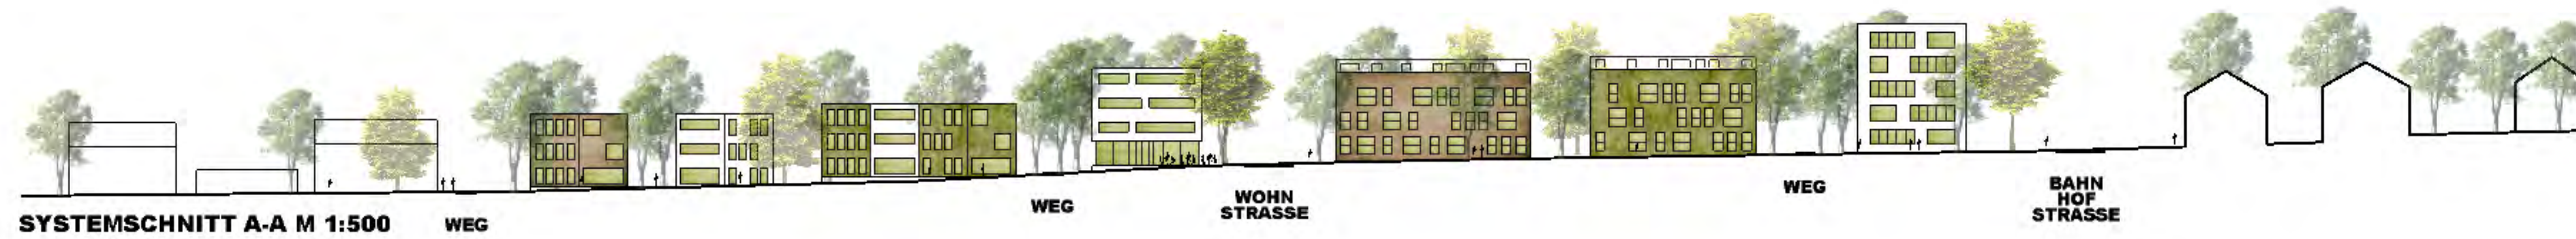 SYSTEMSCHNITT A-A M 1:500
WEG
WEG
WOHN
STRASSE
WEG
BAHN
HOF
STRASSE